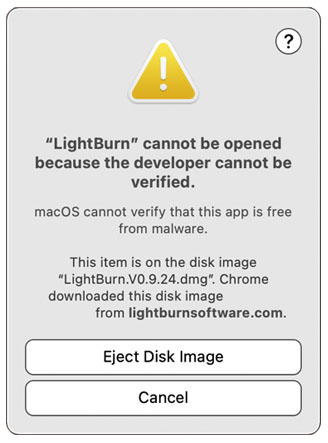 ?
“LightBurn” cannot be opened
because the developer cannot be
verified.
macOS cannot verify that this app is free
from malware.
This item is on the disk image
“LightBurn.V0.9.24.dmg”. Chrome
downloaded this disk image
from lightburnsoftware.com.
Eject Disk Image
Cancel